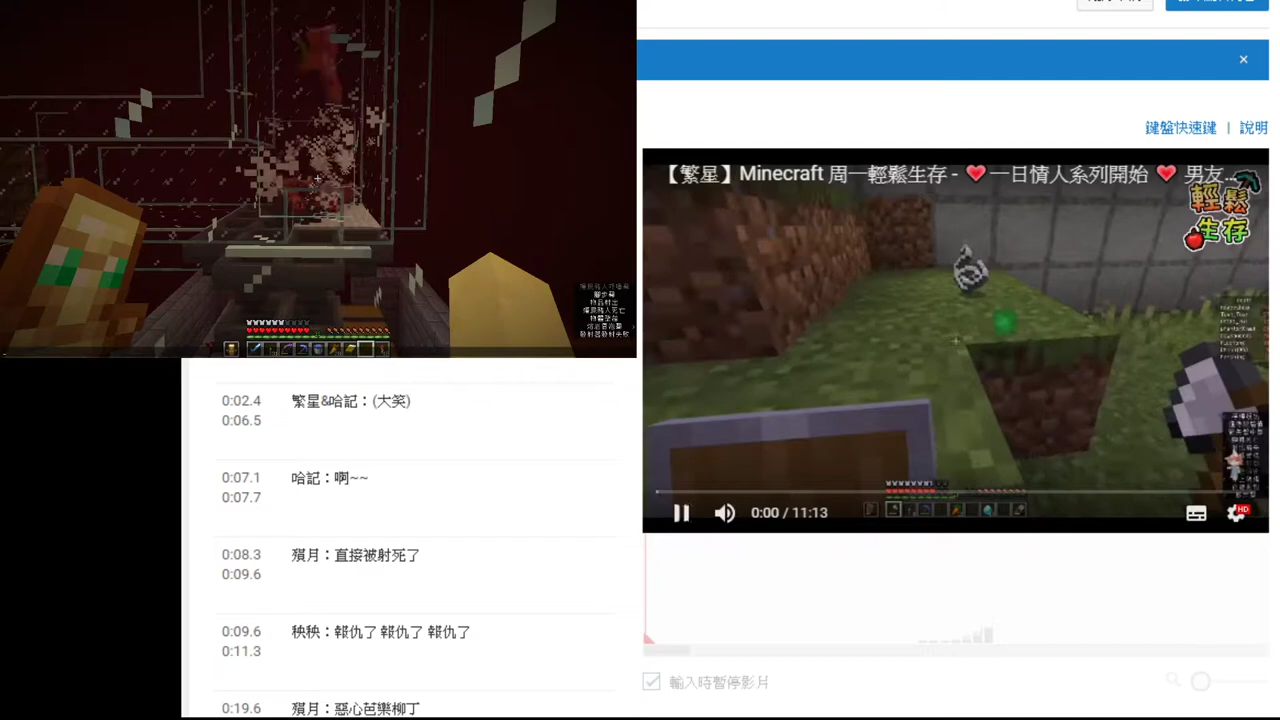 ×
鍵盤快速鍵 | 說明
【繁星】Minecraft 周一輕鬆生存 - ❤ 一日情人系列開始 ❤ 男友...
輕鬆
生存
0:00 / 11:13
HD
0:02.4 繁星&哈記：(大笑)
0:06.5
0:07.1 哈記：啊~~
0:07.7
0:08.3 殞月：直接被射死了
0:09.6
0:09.6 秧秧：報仇了 報仇了 報仇了
0:11.3
0:19.6 殞月：惡心芭樂柳丁
輸入時暫停影片